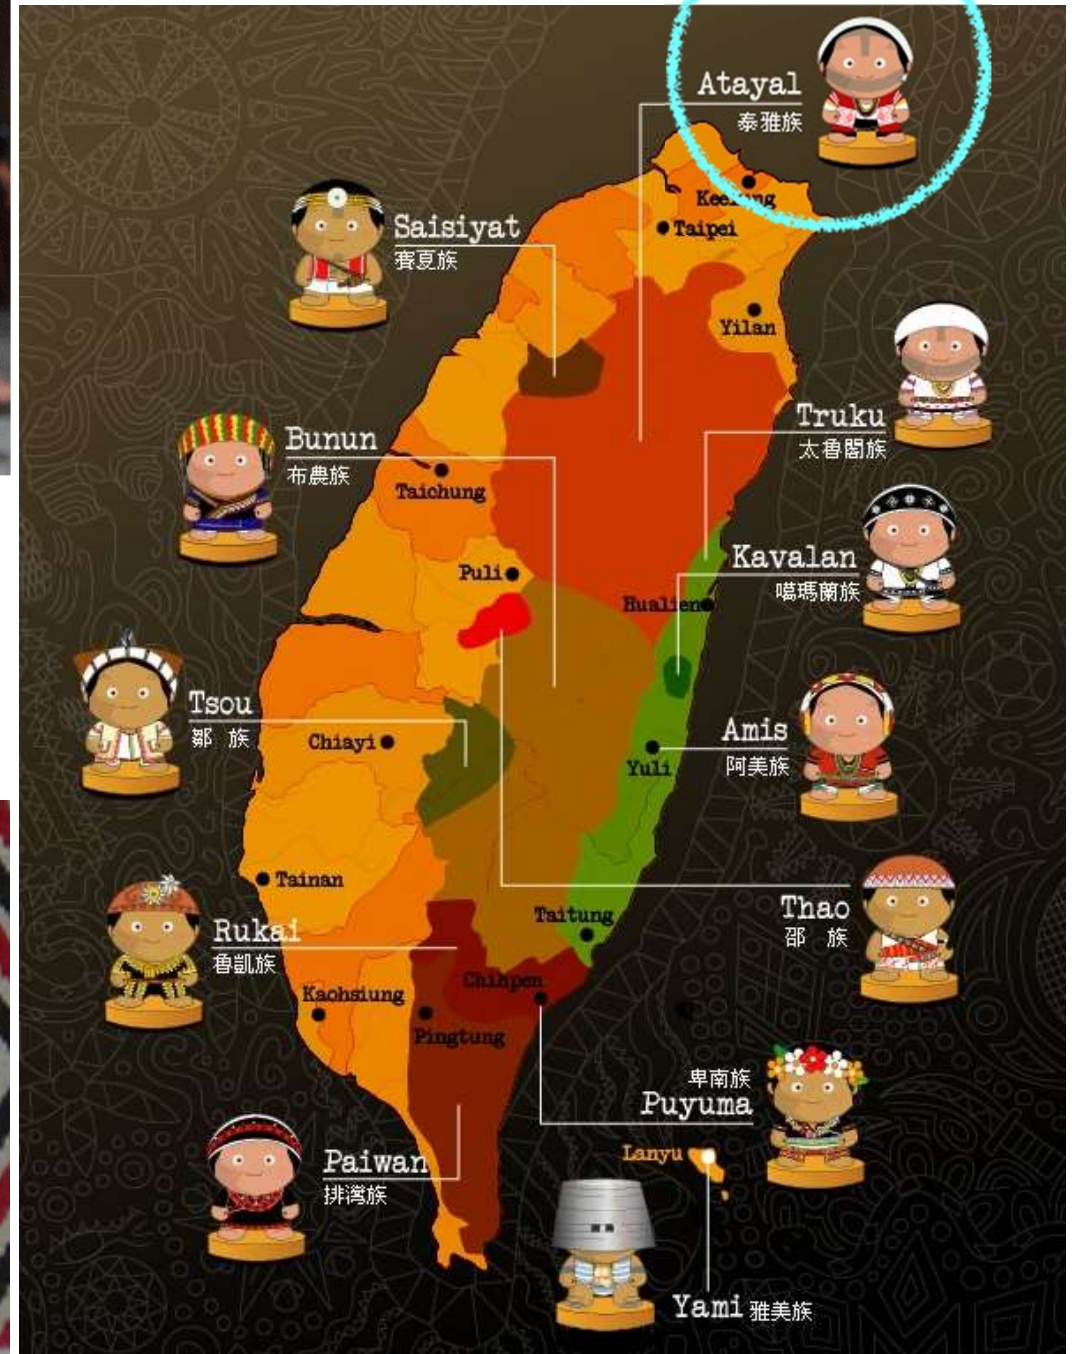 Atayal
泰雅族
Keelung
Taipei
Saisiyat
賽夏族
Yilan
Truku
太魯閣族
Bunun
布農族
Taichung
Kavalan
噶瑪蘭族
Puli
Hualien
Tsou
鄒 族
Chiayi
Amis
阿美族
Yuli
Tainan
Thao
邵 族
Taitung
Rukai
魯凱族
Chihpen
Kaohsiung
Pingtung
卑南族
Puyuma
Lanyu
Paiwan
排灣族
Yami 雅美族